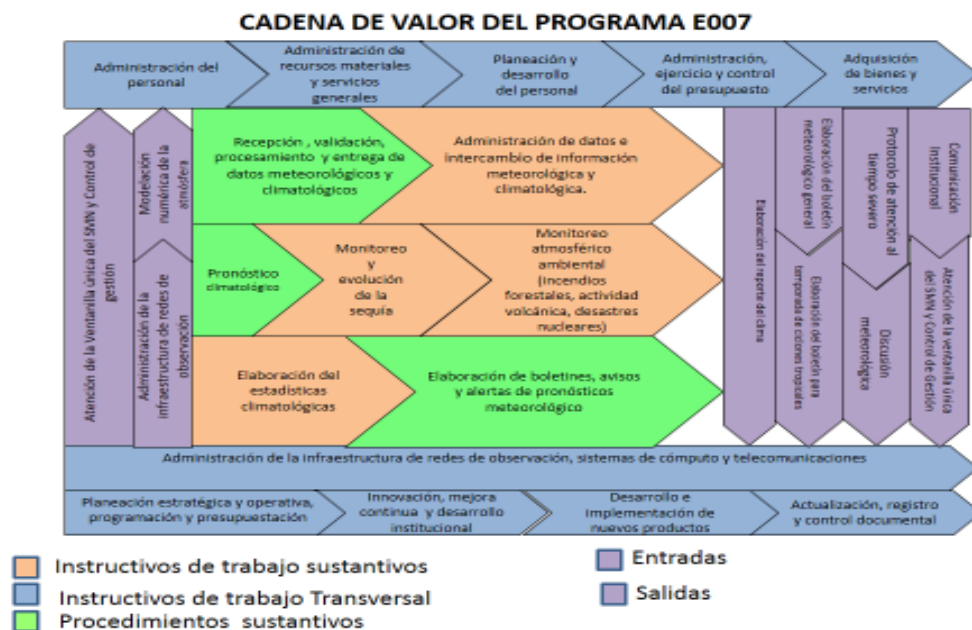 CADENA DE VALOR DEL PROGRAMA E007
Administración del
personal
Administración de
recursos materiales
y servicios
generales
Planeación y
desarrollo
del personal
Administración,
ejercicio y control
del presupuesto
Adquisición
de bienes y
servicios
Atención de la Ventanilla única del SMN y Control de
gestión
Modelación
numérica de la
atmósfera
Administración de la
infraestructura de redes de
observación
Recepción , validación,
procesamiento y entrega de
datos meteorológicos y
climatológicos
Administración de datos e
intercambio de información
meteorológica y
climatológica.
Pronóstico
climatológico
Monitoreo
y
evolución
de la
sequía
Monitoreo
atmosférico
ambiental
(incendios
forestales, actividad
volcánica, desastres
nucleares)
Elaboración del
estadísticas
climatológicas
Elaboración de boletines, avisos
y alertas de pronósticos
meteorológico
Elaboración del reporte del clima
Elaboración del boletín
meteorológico general
Elaboración del boletín para
temporada de ciclones tropicales
Protocolo de atención al
tiempo severo
Discusión
meteorológica
Comunicación
Institucional
Atención de la ventanilla única
del SMN y Control de Gestión
Administración de la infraestructura de redes de observación, sistemas de cómputo y telecomunicaciones
Planeación estratégica y operativa,
programación y presupuestación
Innovación, mejora
continua y desarrollo
institucional
Desarrollo e
implementación de
nuevos productos
Actualización, registro
y control documental
Instructivos de trabajo sustantivos
Instructivos de trabajo Transversal
Procedimientos sustantivos
Entradas
Salidas